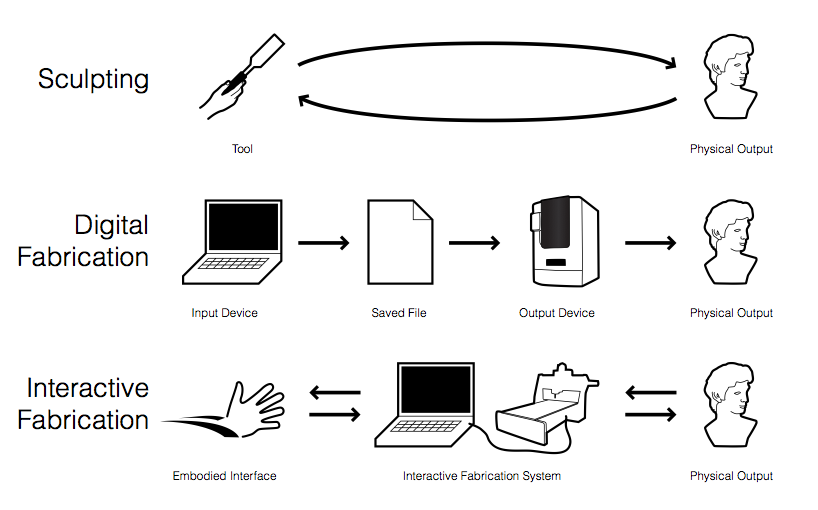 Sculpting
Tool
Physical Output
Digital
Fabrication
Input Device
Saved File
Output Device
Physical Output
Interactive
Fabrication
Embodied Interface
Interactive Fabrication System
Physical Output